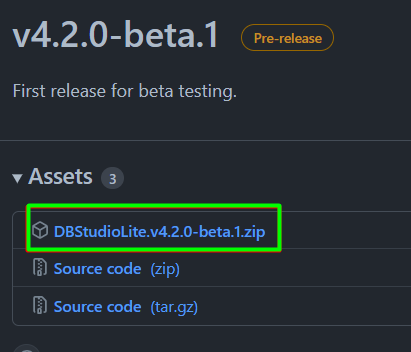 v4.2.0-beta.1 Pre-release
First release for beta testing.
Assets 3
DBStudioLite.v4.2.0-beta.1.zip
Source code (zip)
Source code (tar.gz)